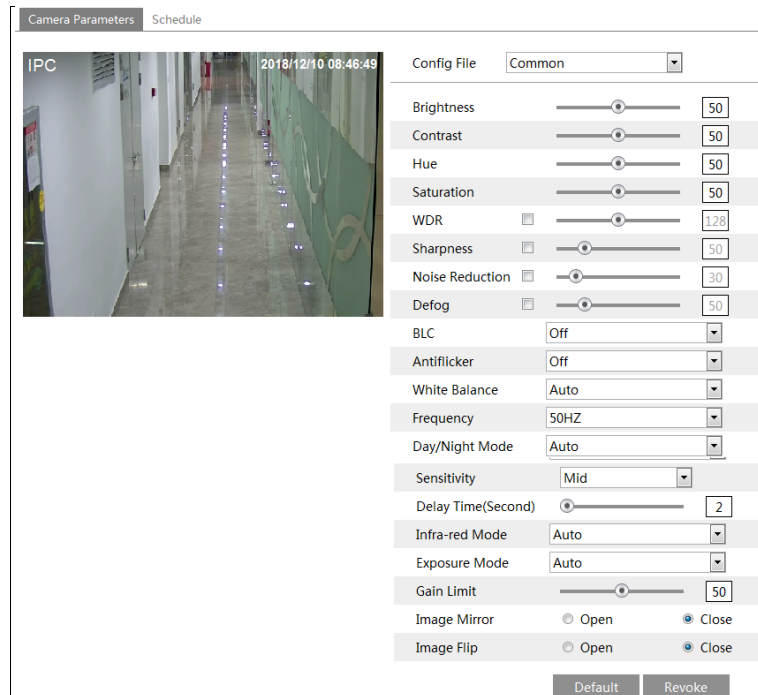 Camera Parameters Schedule
IPC 2018/12/10 08:46:49
Config File Common
Brightness 50
Contrast 50
Hue 50
Saturation 50
WDR 128
Sharpness 50
Noise Reduction 30
Defog 50
BLC Off
Antiflicker Off
White Balance Auto
Frequency 50HZ
Day/Night Mode Auto
Sensitivity Mid
Delay Time(Second) 2
Infra-red Mode Auto
Exposure Mode Auto
Gain Limit 50
Image Mirror Open Close
Image Flip Open Close
Default Revoke